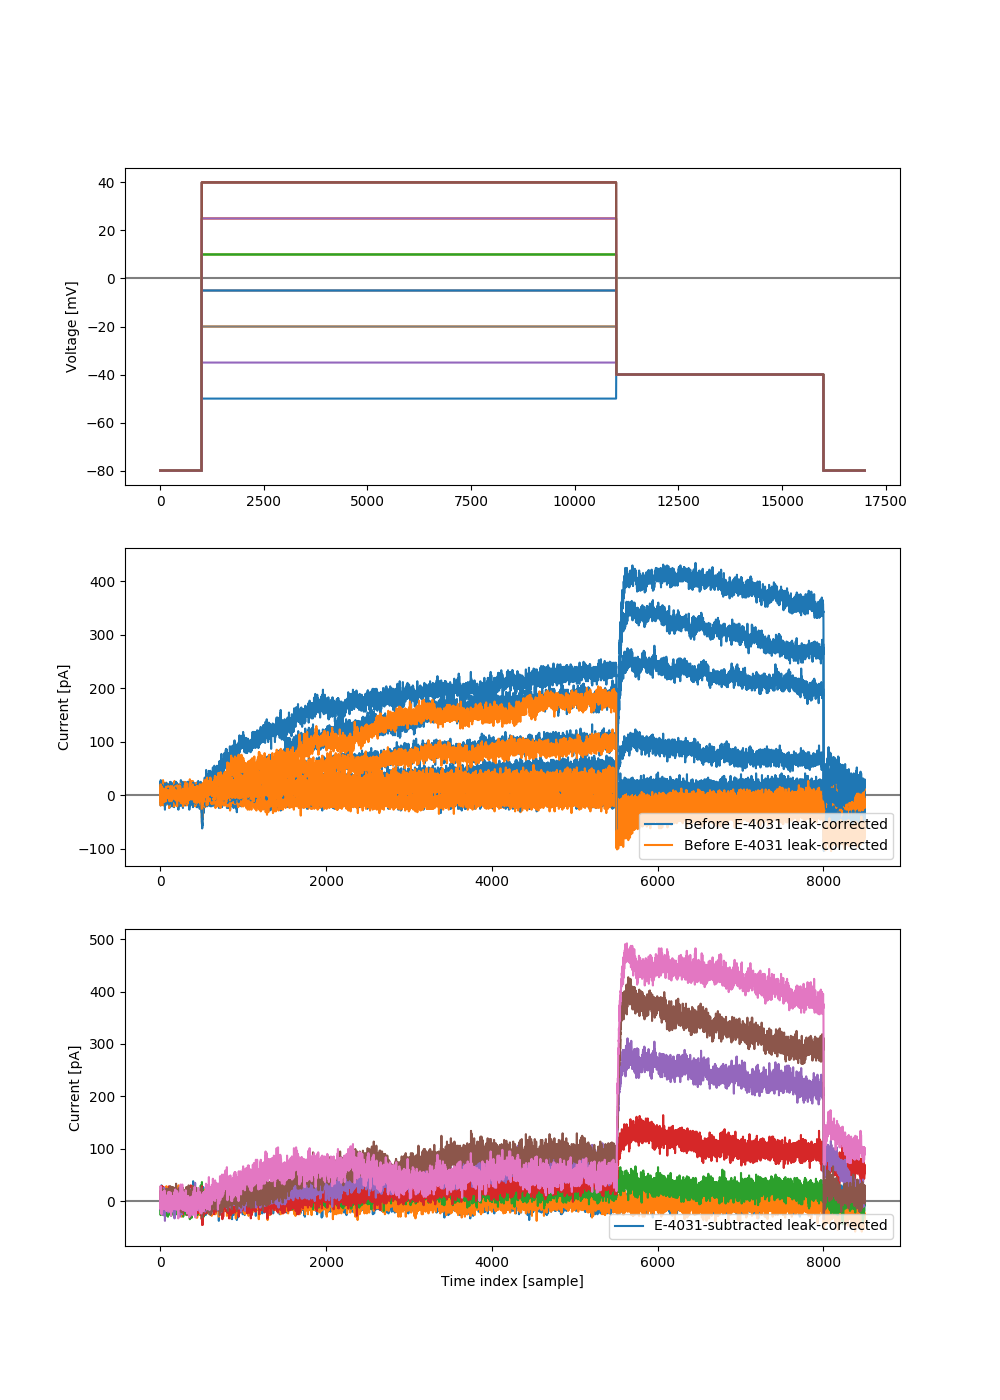 40
20
0
−20
−40
−60
−80
Voltage [mV]
0 2500 5000 7500 10000 12500 15000 17500
400
300
200
100
0
−100
Current [pA]
Before E-4031 leak-corrected
Before E-4031 leak-corrected
0 2000 4000 6000 8000
500
400
300
200
100
0
Current [pA]
E-4031-subtracted leak-corrected
0 2000 4000 6000 8000
Time index [sample]